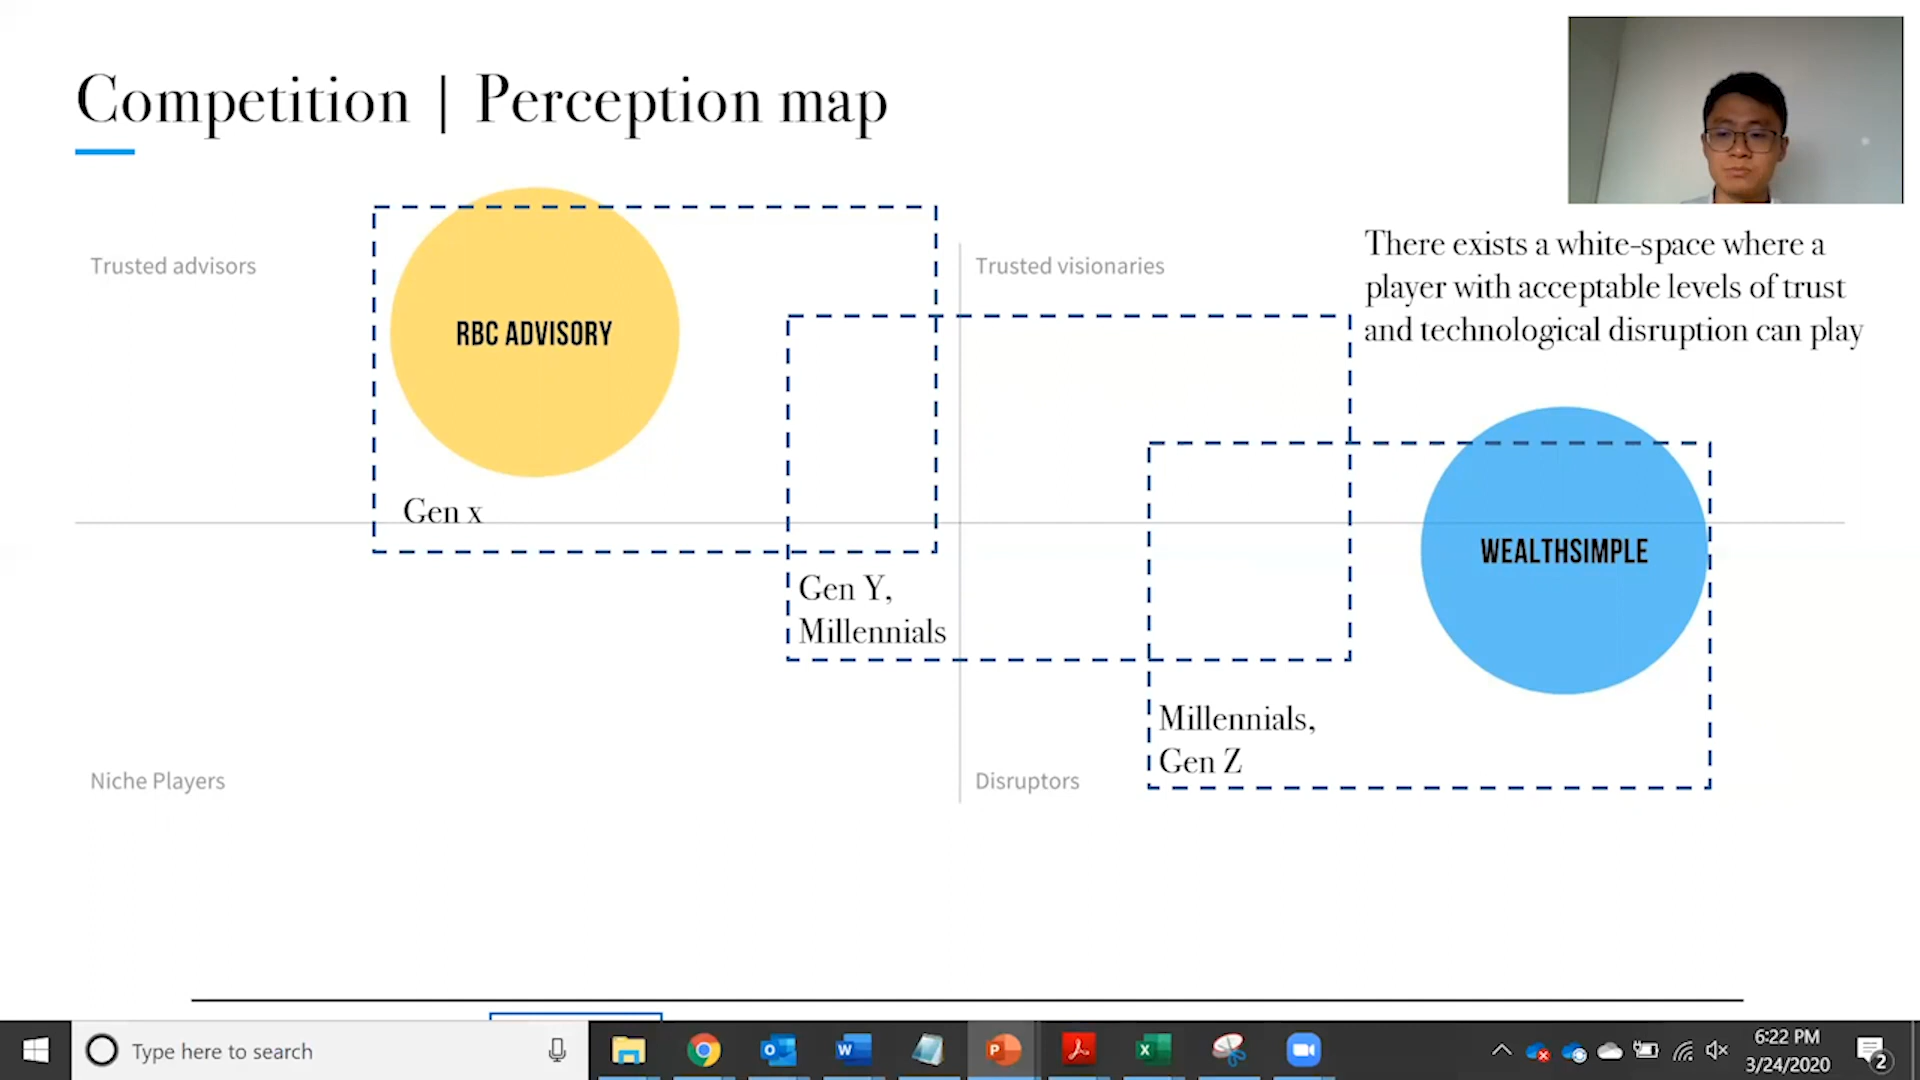 Competition | Perception map
Trusted advisors
Trusted visionaries
There exists a white-space where a
player with acceptable levels of trust
and technological disruption can play
RBC ADVISORY
Gen x
WEALTHSIMPLE
Gen Y,
Millennials
Millennials,
Gen Z
Niche Players
Disruptors
Type here to search
6:22 PM
3/24/2020
2